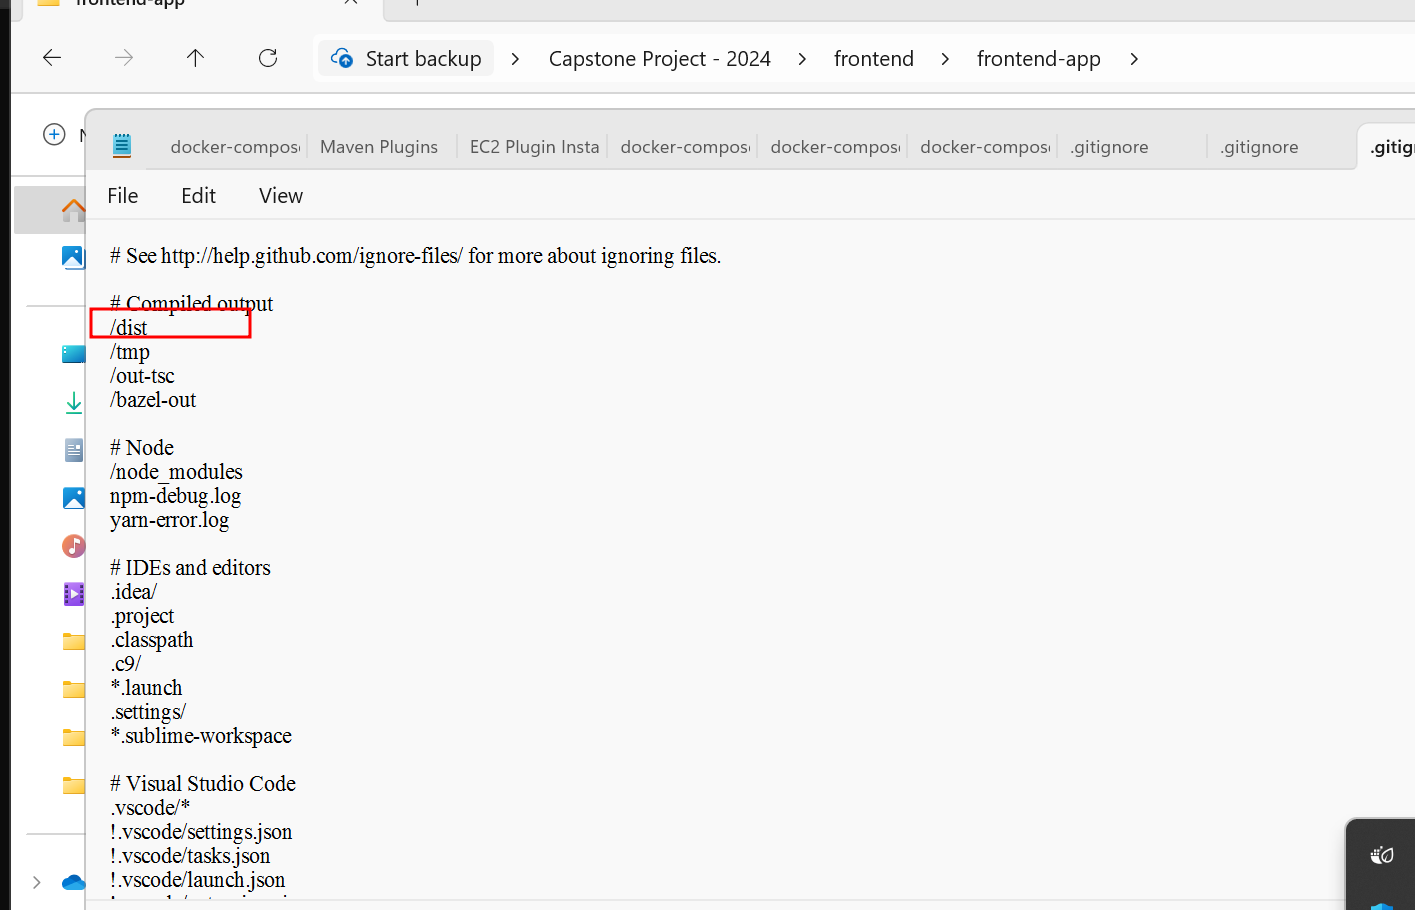 frontend-app
Start backup > Capstone Project - 2024 > frontend > frontend-app >
docker-compos Maven Plugins EC2 Plugin Insta docker-compos docker-compos docker-compos .gitignore .gitignore .gitig
File Edit View
# See http://help.github.com/ignore-files/ for more about ignoring files.
# Compiled output
/dist
/tmp
/out-tsc
/bazel-out
# Node
/node_modules
npm-debug.log
yarn-error.log
# IDEs and editors
.idea/
.project
.classpath
.c9/
*.launch
.settings/
*.sublime-workspace
# Visual Studio Code
.vscode/*
!.vscode/settings.json
!.vscode/tasks.json
!.vscode/launch.json